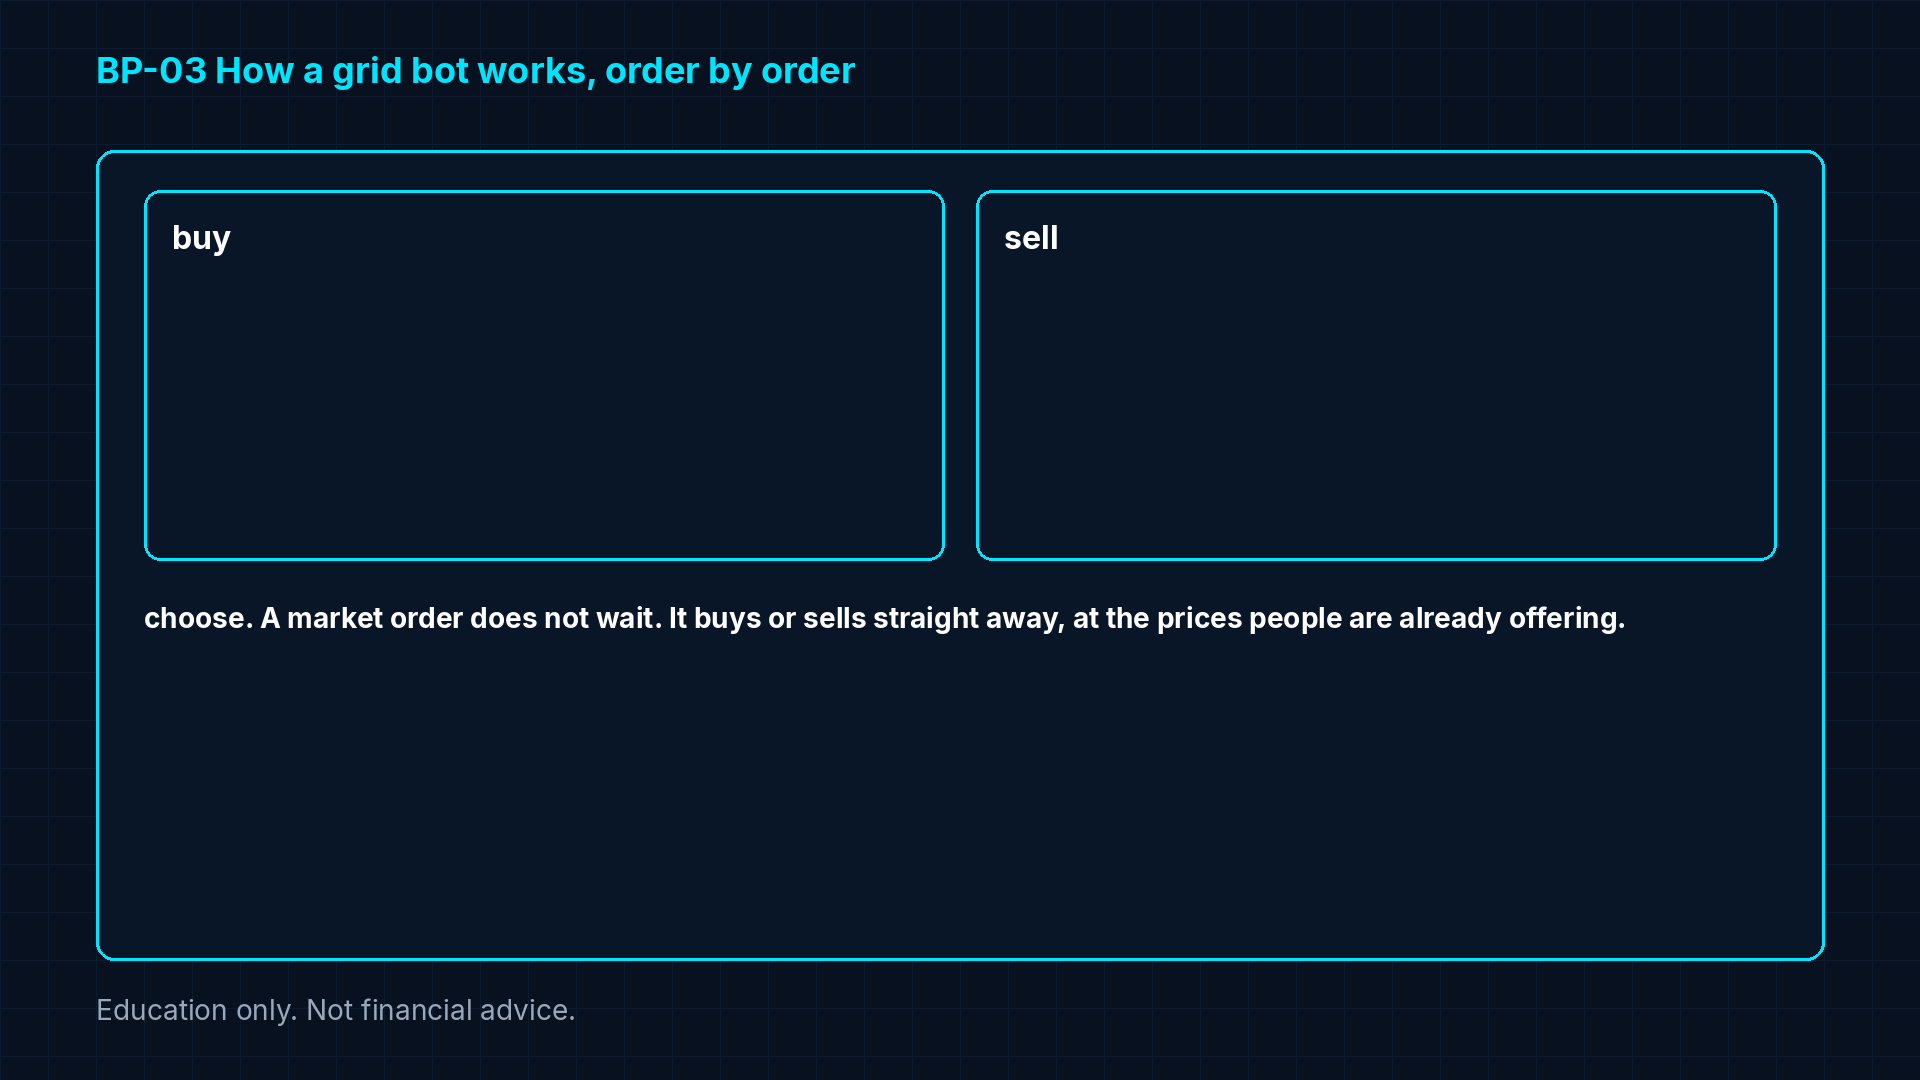 BP-03 How a grid bot works, order by order
buy
sell
choose. A market order does not wait. It buys or sells straight away, at the prices people are already offering.
Education only. Not financial advice.